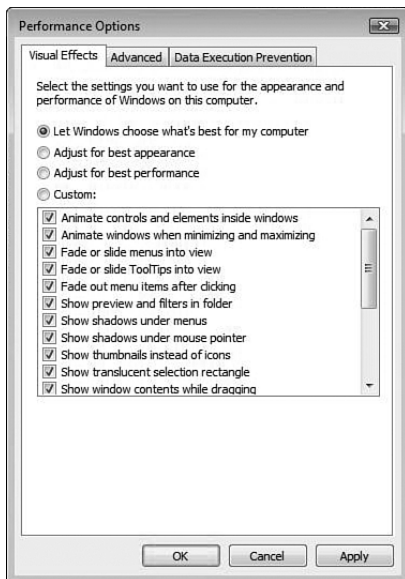 Performance Options
Visual Effects Advanced Data Execution Prevention
Select the settings you want to use for the appearance and
performance of Windows on this computer.
Let Windows choose what's best for my computer
Adjust for best appearance
Adjust for best performance
Custom:
Animate controls and elements inside windows
Animate windows when minimizing and maximizing
Fade or slide menus into view
Fade or slide ToolTips into view
Fade out menu items after clicking
Show preview and filters in folder
Show shadows under menus
Show shadows under mouse pointer
Show thumbnails instead of icons
Show translucent selection rectangle
Show window contents while dragging
OK Cancel Apply